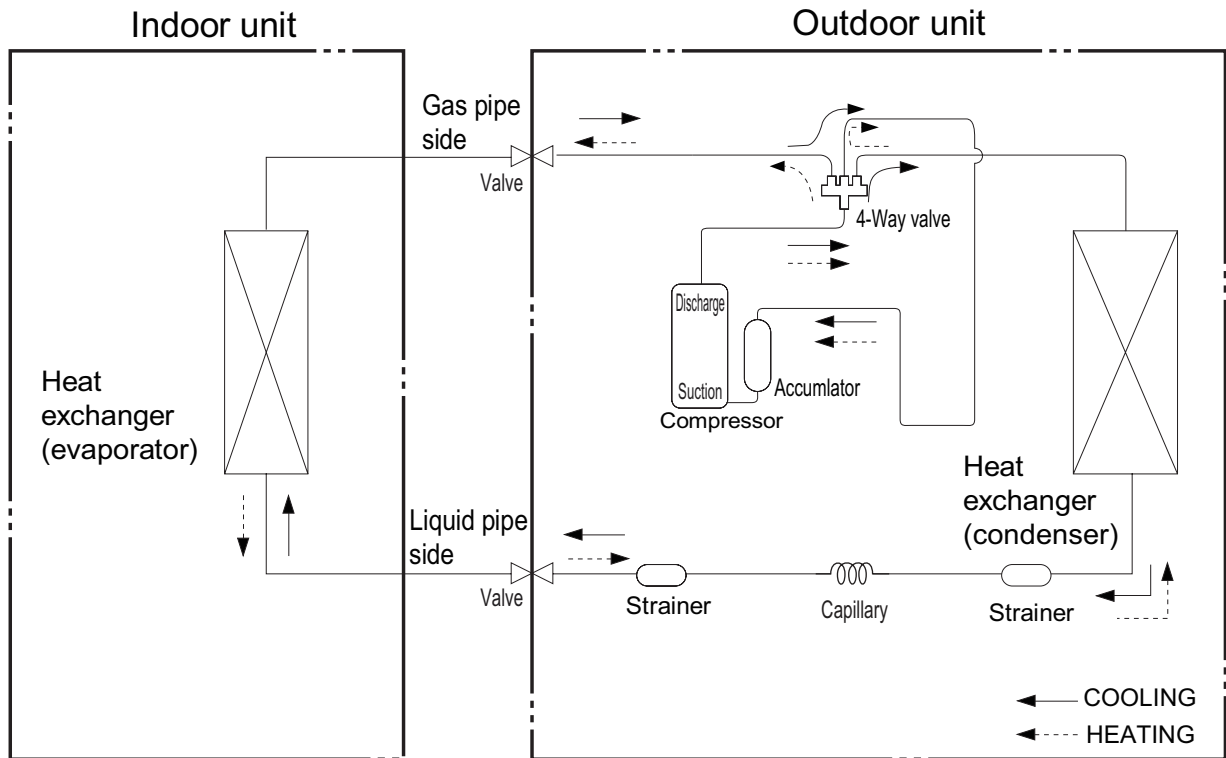 Indoor unit
Outdoor unit
Gas pipe
side
Valve
4-Way valve
Discharge
Suction
Accumlator
Compressor
Heat
exchanger
(evaporator)
Heat
exchanger
(condenser)
Liquid pipe
side
Valve
Strainer
Capillary
Strainer
COOLING
HEATING